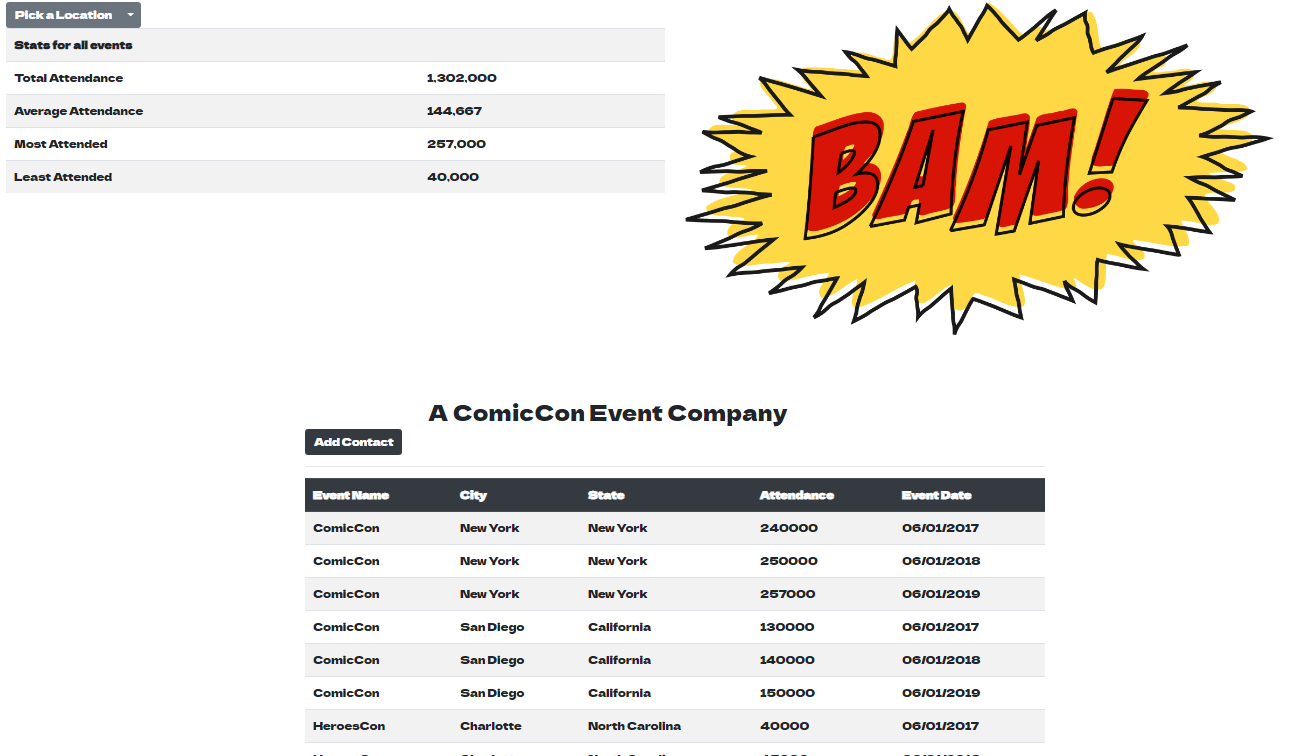 Pick a Location
Stats for all events
Total Attendance 1,302,000
Average Attendance 144,667
Most Attended 257,000
Least Attended 40,000
BAM!
A ComicCon Event Company
Add Contact
Event Name City State Attendance Event Date
ComicCon New York New York 240000 06/01/2017
ComicCon New York New York 250000 06/01/2018
ComicCon New York New York 257000 06/01/2019
ComicCon San Diego California 130000 06/01/2017
ComicCon San Diego California 140000 06/01/2018
ComicCon San Diego California 150000 06/01/2019
HeroesCon Charlotte North Carolina 40000 06/01/2017